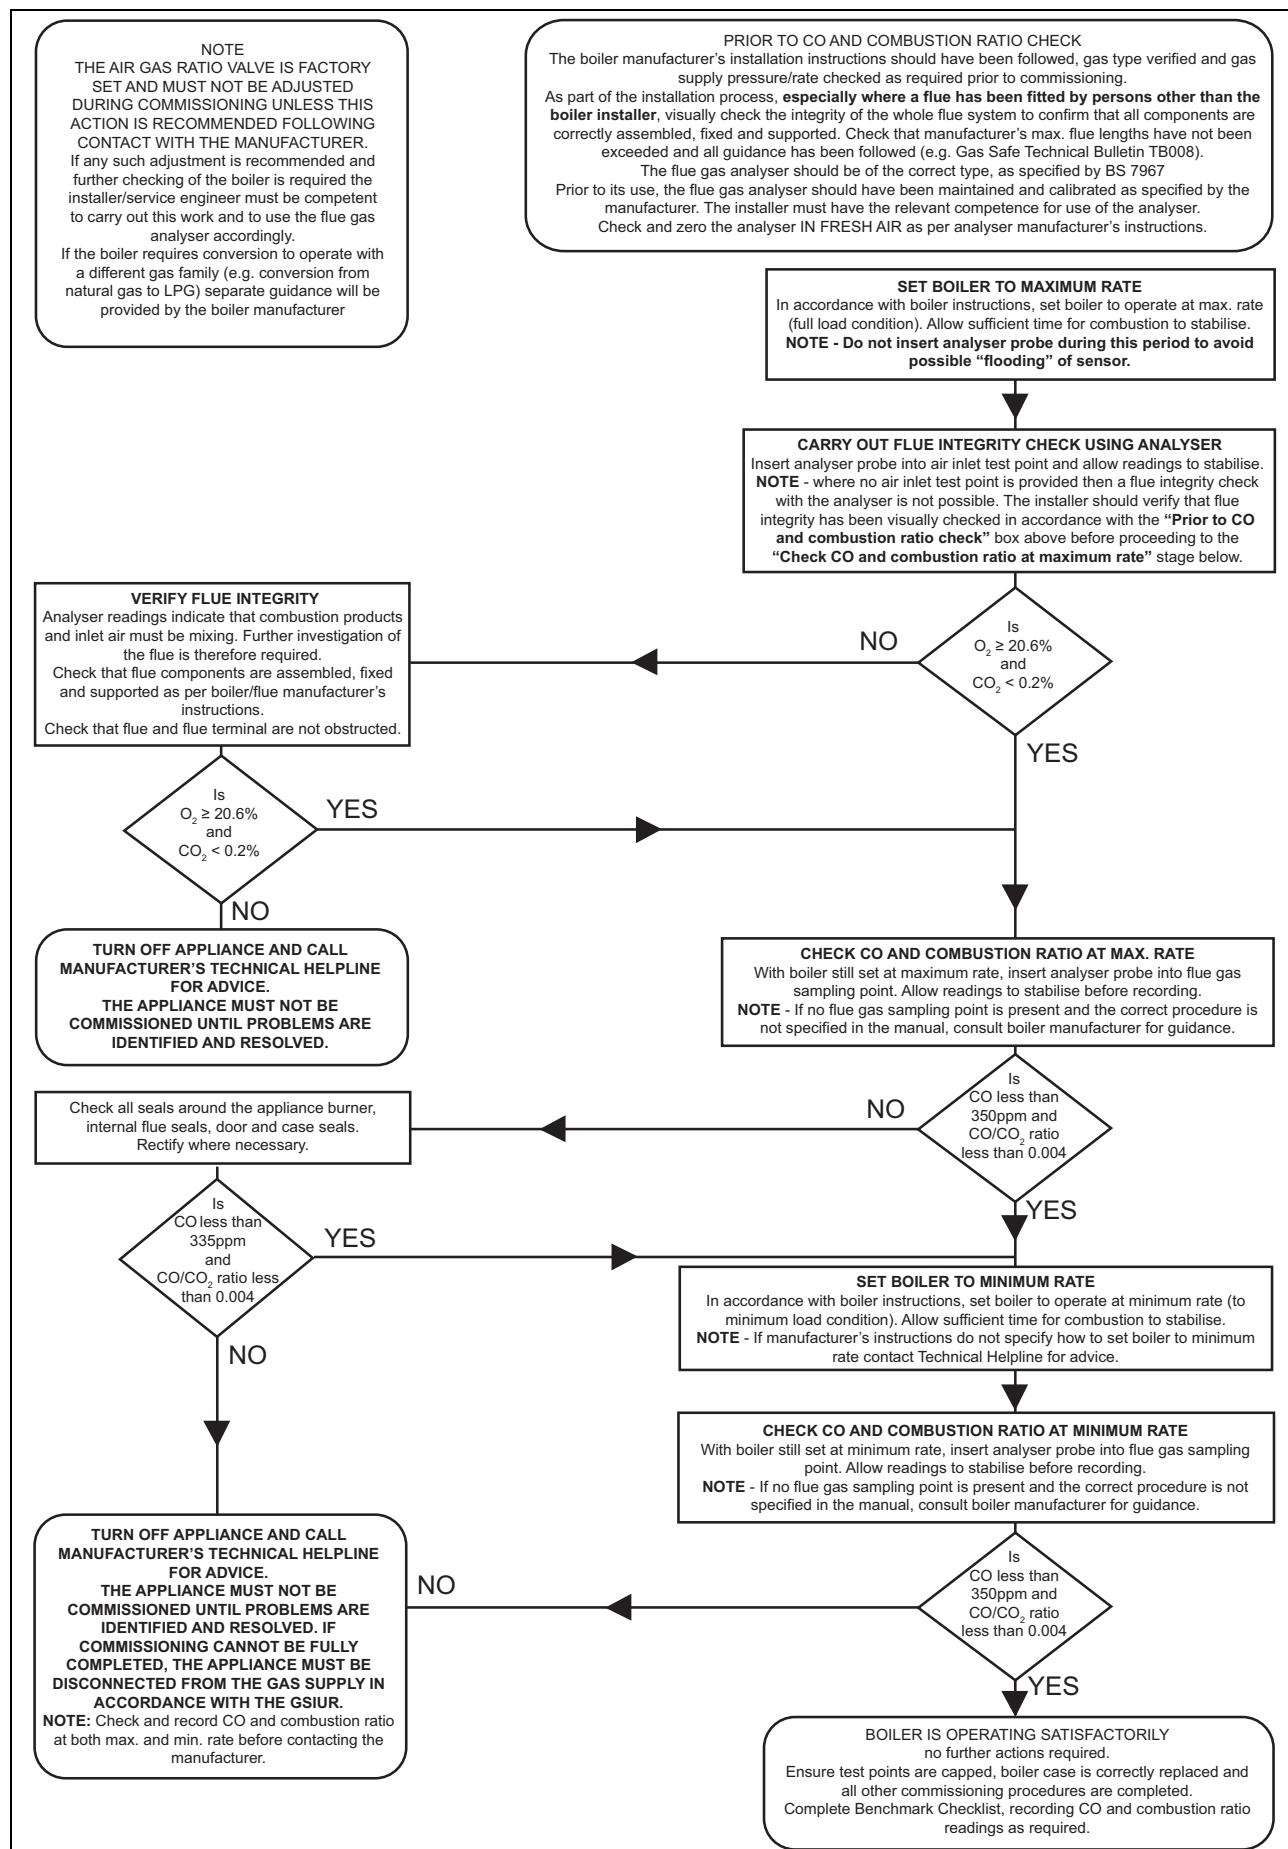 NOTE
THE AIR GAS RATIO VALVE IS FACTORY
SET AND MUST NOT BE ADJUSTED
DURING COMMISSIONING UNLESS THIS
ACTION IS RECOMMENDED FOLLOWING
CONTACT WITH THE MANUFACTURER.
If any such adjustment is recommended and
further checking of the boiler is required the
installer/service engineer must be competent
to carry out this work and to use the flue gas
analyser accordingly.
If the boiler requires conversion to operate with
a different gas family (e.g. conversion from
natural gas to LPG) separate guidance will be
provided by the boiler manufacturer
PRIOR TO CO AND COMBUSTION RATIO CHECK
The boiler manufacturer's installation instructions should have been followed, gas type verified and gas
supply pressure/rate checked as required prior to commissioning.
As part of the installation process, especially where a flue has been fitted by persons other than the
boiler installer, visually check the integrity of the whole flue system to confirm that all components are
correctly assembled, fixed and supported. Check that manufacturer's max. flue lengths have not been
exceeded and all guidance has been followed (e.g. Gas Safe Technical Bulletin TB008).
The flue gas analyser should be of the correct type, as specified by BS 7967
Prior to its use, the flue gas analyser should have been maintained and calibrated as specified by the
manufacturer. The installer must have the relevant competence for use of the analyser.
Check and zero the analyser IN FRESH AIR as per analyser manufacturer's instructions.
SET BOILER TO MAXIMUM RATE
In accordance with boiler instructions, set boiler to operate at max. rate
(full load condition). Allow sufficient time for combustion to stabilise.
NOTE - Do not insert analyser probe during this period to avoid
possible “flooding” of sensor.
CARRY OUT FLUE INTEGRITY CHECK USING ANALYSER
Insert analyser probe into air inlet test point and allow readings to stabilise.
NOTE - where no air inlet test point is provided then a flue integrity check
with the analyser is not possible. The installer should verify that flue
integrity has been visually checked in accordance with the “Prior to CO
and combustion ratio check” box above before proceeding to the
“Check CO and combustion ratio at maximum rate” stage below.
Is
O₂ ≥ 20.6%
and
CO₂ < 0.2%
NO
YES
VERIFY FLUE INTEGRITY
Analyser readings indicate that combustion products
and inlet air must be mixing. Further investigation of
the flue is therefore required.
Check that flue components are assembled, fixed
and supported as per boiler/flue manufacturer's
instructions.
Check that flue and flue terminal are not obstructed.
Is
O₂ ≥ 20.6%
and
CO₂ < 0.2%
YES
NO
TURN OFF APPLIANCE AND CALL
MANUFACTURER'S TECHNICAL HELPLINE
FOR ADVICE.
THE APPLIANCE MUST NOT BE
COMMISSIONED UNTIL PROBLEMS ARE
IDENTIFIED AND RESOLVED.
CHECK CO AND COMBUSTION RATIO AT MAX. RATE
With boiler still set at maximum rate, insert analyser probe into flue gas
sampling point. Allow readings to stabilise before recording.
NOTE - If no flue gas sampling point is present and the correct procedure is
not specified in the manual, consult boiler manufacturer for guidance.
Is
CO less than
350ppm and
CO/CO₂ ratio
less than 0.004
NO
YES
Check all seals around the appliance burner,
internal flue seals, door and case seals.
Rectify where necessary.
Is
CO less than
335ppm
and
CO/CO₂ ratio less
than 0.004
YES
NO
SET BOILER TO MINIMUM RATE
In accordance with boiler instructions, set boiler to operate at minimum rate (to
minimum load condition). Allow sufficient time for combustion to stabilise.
NOTE - If manufacturer's instructions do not specify how to set boiler to minimum
rate contact Technical Helpline for advice.
CHECK CO AND COMBUSTION RATIO AT MINIMUM RATE
With boiler still set at minimum rate, insert analyser probe into flue gas sampling
point. Allow readings to stabilise before recording.
NOTE - If no flue gas sampling point is present and the correct procedure is not
specified in the manual, consult boiler manufacturer for guidance.
Is
CO less than
350ppm and
CO/CO₂ ratio
less than 0.004
NO
YES
TURN OFF APPLIANCE AND CALL
MANUFACTURER'S TECHNICAL HELPLINE
FOR ADVICE.
THE APPLIANCE MUST NOT BE
COMMISSIONED UNTIL PROBLEMS ARE
IDENTIFIED AND RESOLVED. IF
COMMISSIONING CANNOT BE FULLY
COMPLETED, THE APPLIANCE MUST BE
DISCONNECTED FROM THE GAS SUPPLY IN
ACCORDANCE WITH THE GSIUR.
NOTE: Check and record CO and combustion ratio
at both max. and min. rate before contacting the
manufacturer.
BOILER IS OPERATING SATISFACTORILY
no further actions required.
Ensure test points are capped, boiler case is correctly replaced and
all other commissioning procedures are completed.
Complete Benchmark Checklist, recording CO and combustion ratio
readings as required.